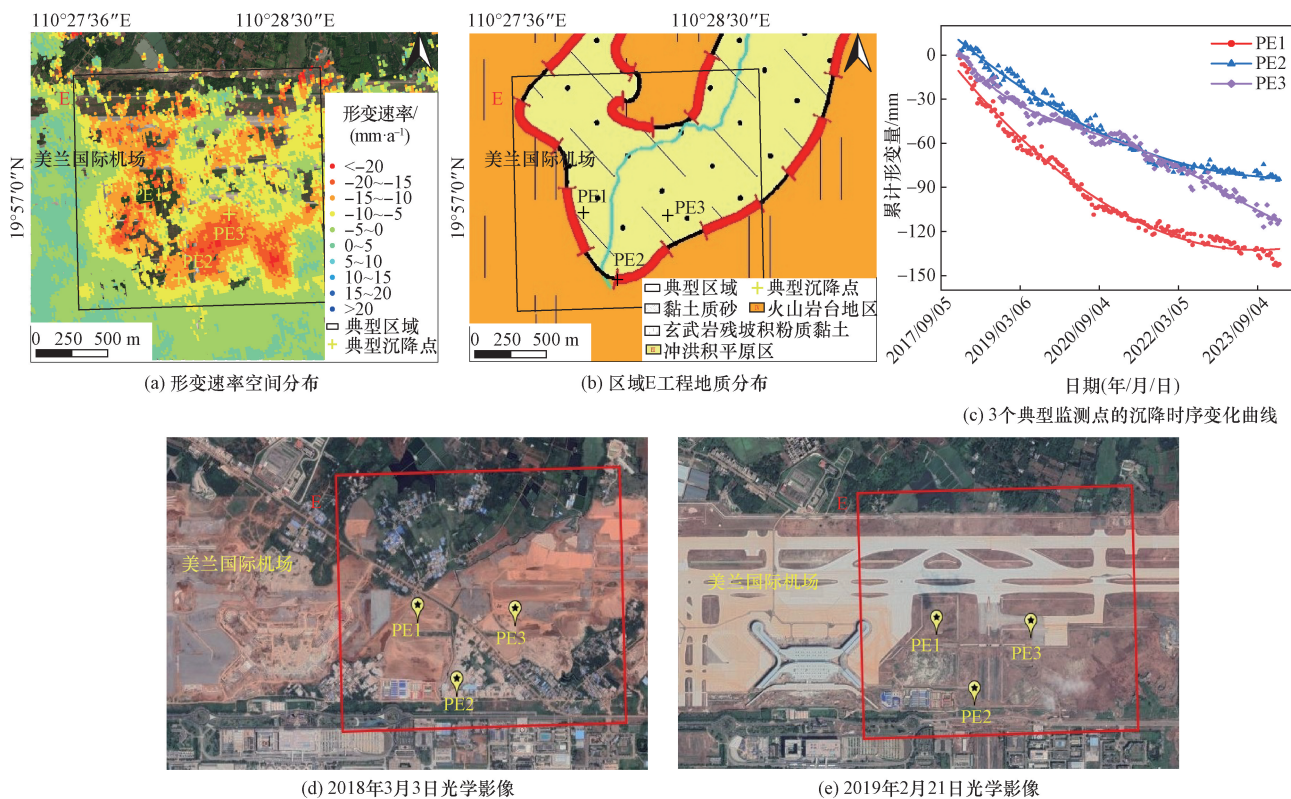 110°27′36″E 110°28′30″E
19°57′0″N
E
美兰国际机场
PE1
PE3
PE2
形变速率/
(mm·a⁻¹)
<-20
-20~-15
-15~-10
-10~-5
-5~0
0~5
5~10
10~15
15~20
>20
典型区域
典型沉降点
0 250 500 m
(a) 形变速率空间分布
110°27′36″E 110°28′30″E
19°57′0″N
E
美兰国际机场
PE1
PE3
PE2
典型区域 典型沉降点
黏土质砂 火山岩台地区
玄武岩残坡积粉质黏土
冲洪积平原区
0 250 500 m
(b) 区域E工程地质分布
PE1
PE2
PE3
累计形变量/mm
0
-30
-60
-90
-120
-150
2017/09/05
2019/03/06
2020/09/04
2022/03/05
2023/09/04
日期(年/月/日)
(c) 3个典型监测点的沉降时序变化曲线
E
美兰国际机场
PE1
PE3
PE2
(d) 2018年3月3日光学影像
E
美兰国际机场
PE1
PE3
PE2
(e) 2019年2月21日光学影像